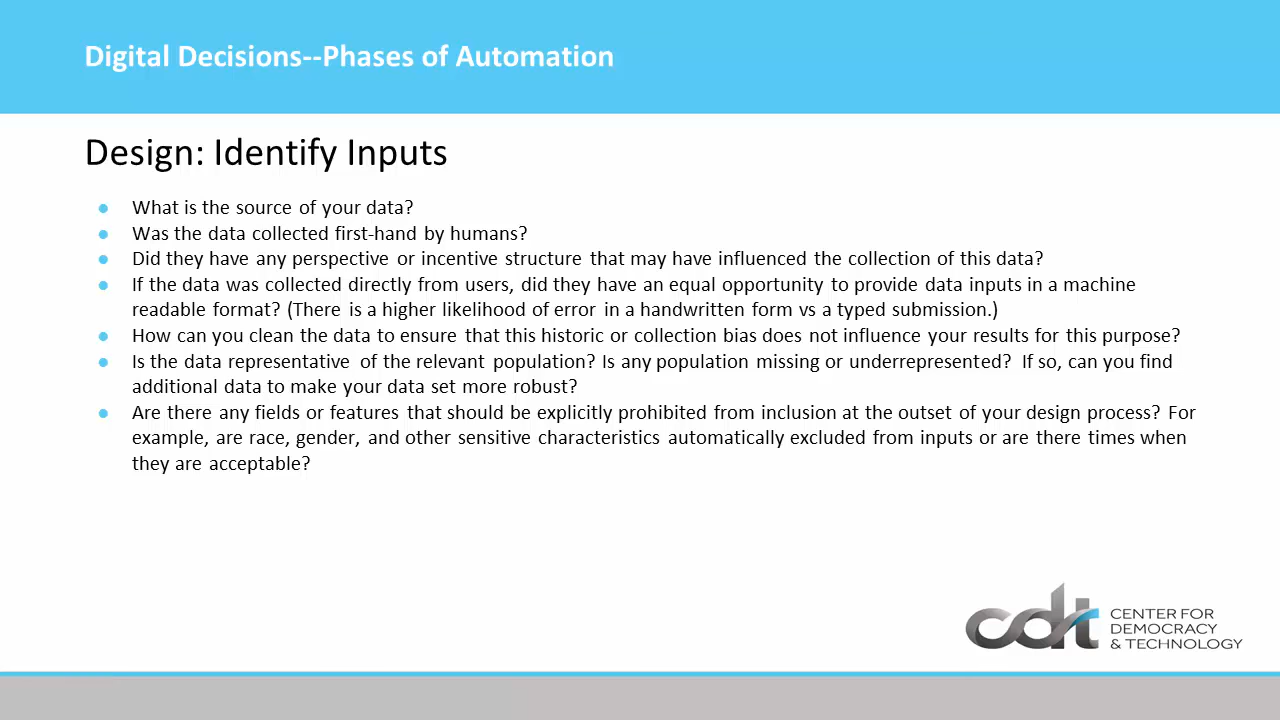 Digital Decisions--Phases of Automation
Design: Identify Inputs
● What is the source of your data?
● Was the data collected first-hand by humans?
● Did they have any perspective or incentive structure that may have influenced the collection of this data?
● If the data was collected directly from users, did they have an equal opportunity to provide data inputs in a machine
readable format? (There is a higher likelihood of error in a handwritten form vs a typed submission.)
● How can you clean the data to ensure that this historic or collection bias does not influence your results for this purpose?
● Is the data representative of the relevant population? Is any population missing or underrepresented? If so, can you find
additional data to make your data set more robust?
● Are there any fields or features that should be explicitly prohibited from inclusion at the outset of your design process? For
example, are race, gender, and other sensitive characteristics automatically excluded from inputs or are there times when
they are acceptable?
cdt
CENTER FOR
DEMOCRACY
& TECHNOLOGY